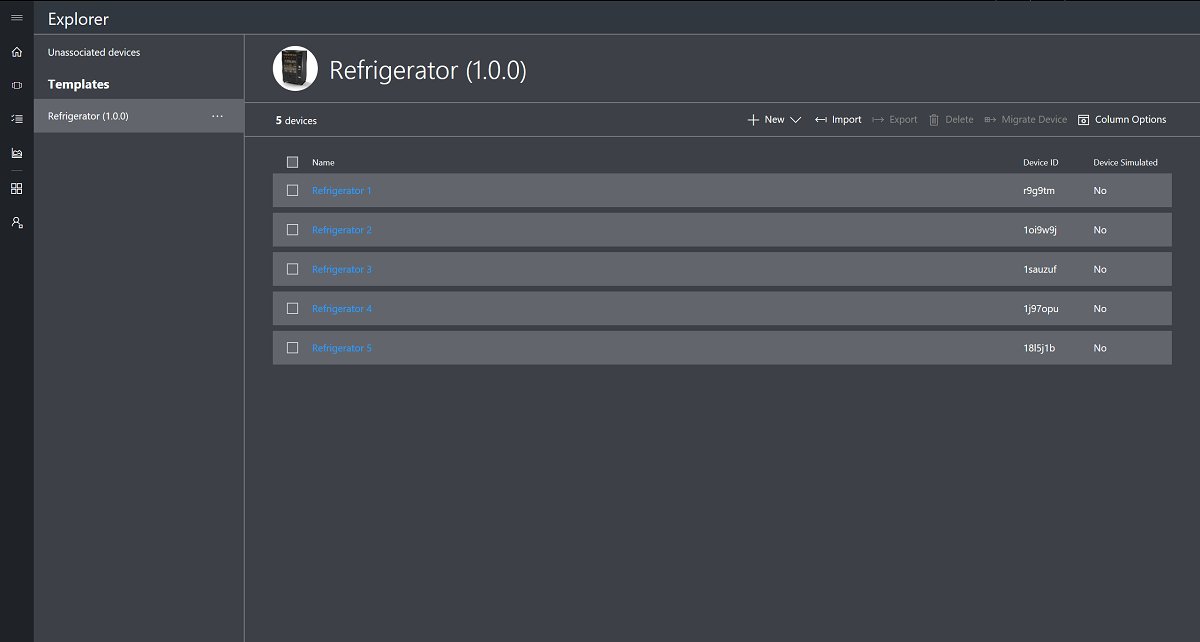 Explorer
Unassociated devices
Templates
Refrigerator (1.0.0) ...
Refrigerator (1.0.0)
5 devices
New Import Export Delete Migrate Device Column Options
Name Device ID Device Simulated
Refrigerator 1 r9g9tm No
Refrigerator 2 1oi9w9j No
Refrigerator 3 1sauzuf No
Refrigerator 4 1j97opu No
Refrigerator 5 18l5j1b No